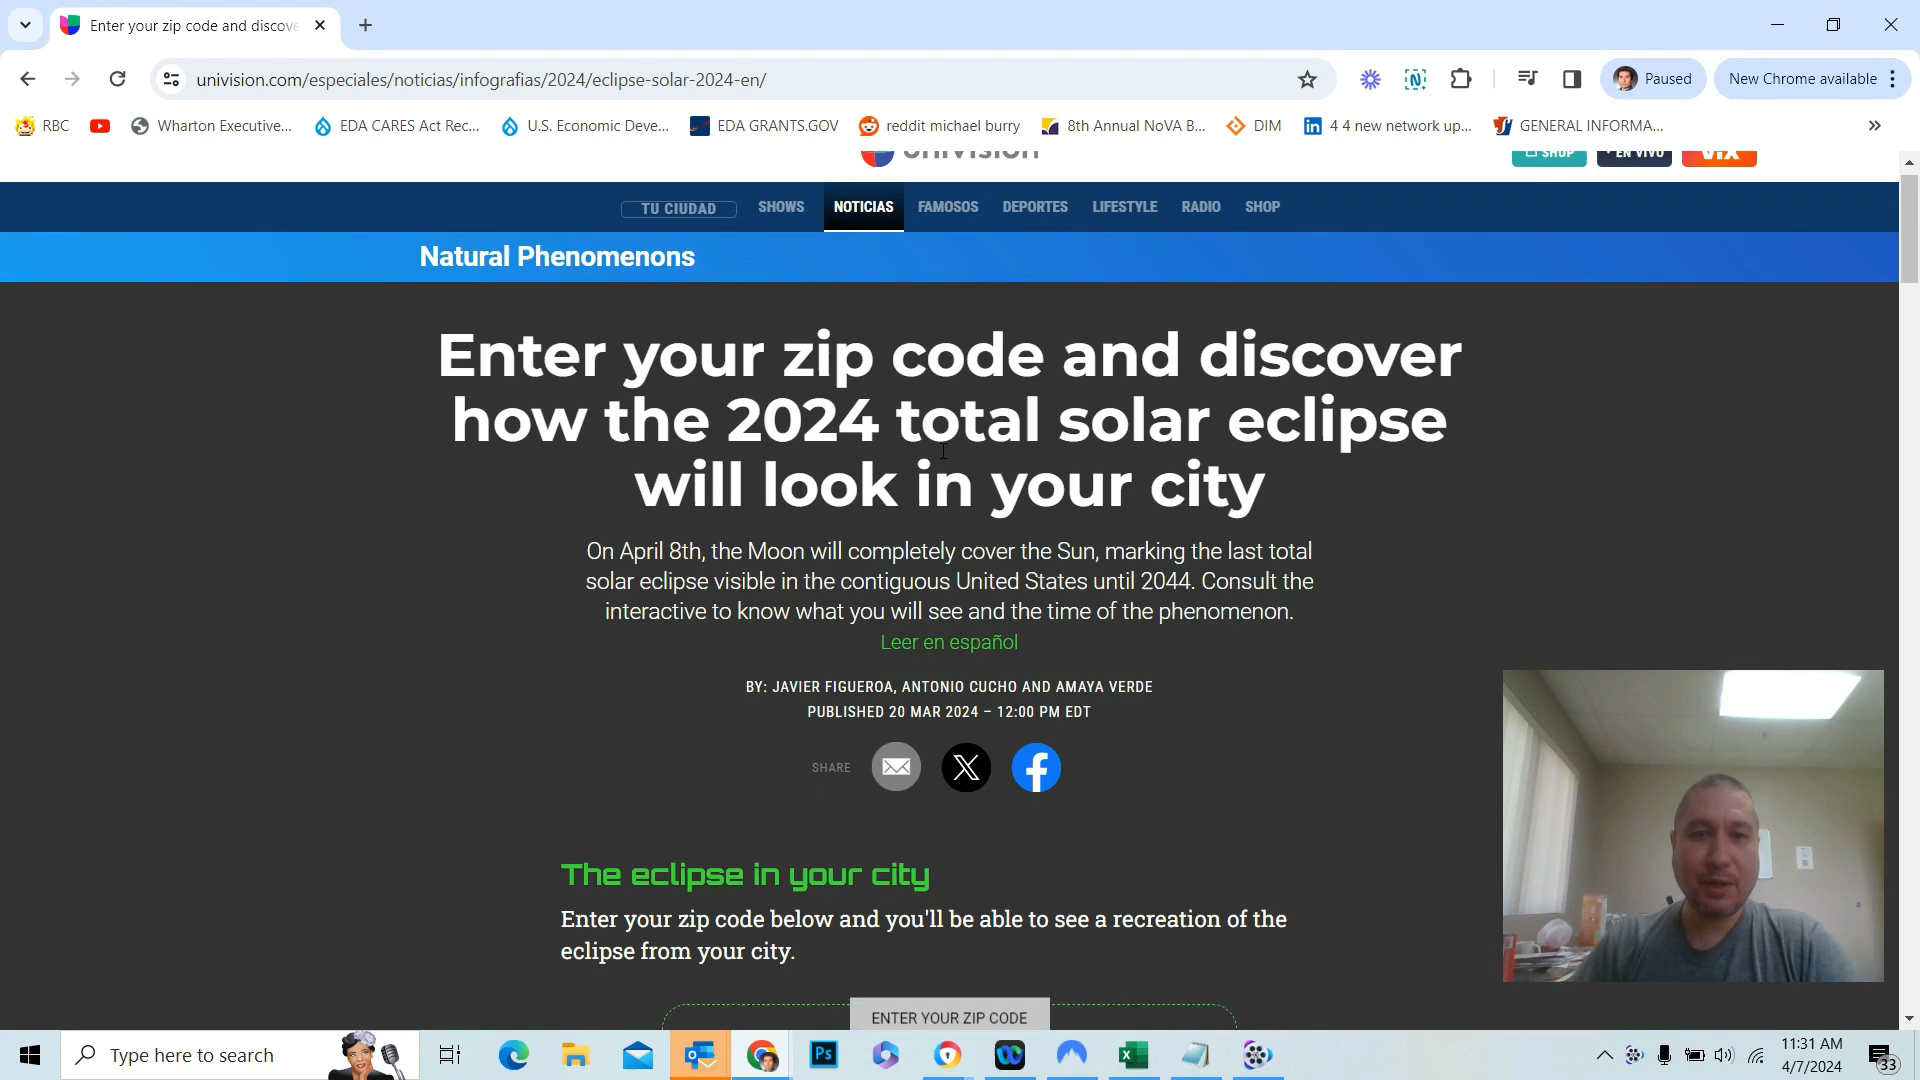 Enter your zip code and discove
univision.com/especiales/noticias/infografias/2024/eclipse-solar-2024-en/
Paused
New Chrome available
RBC
Wharton Executive...
EDA CARES Act Rec...
U.S. Economic Deve...
EDA GRANTS.GOV
reddit michael burry
8th Annual NoVA B...
DIM
4 4 new network up...
GENERAL INFORMA...
univision
SHOP
EN VIVO
ViX
TU CIUDAD
SHOWS
NOTICIAS
FAMOSOS
DEPORTES
LIFESTYLE
RADIO
SHOP
Natural Phenomenons
Enter your zip code and discover
how the 2024 total solar eclipse
will look in your city
On April 8th, the Moon will completely cover the Sun, marking the last total
solar eclipse visible in the contiguous United States until 2044. Consult the
interactive to know what you will see and the time of the phenomenon.
Leer en español
BY: JAVIER FIGUEROA, ANTONIO CUCHO AND AMAYA VERDE
PUBLISHED 20 MAR 2024 – 12:00 PM EDT
SHARE
The eclipse in your city
Enter your zip code below and you'll be able to see a recreation of the
eclipse from your city.
ENTER YOUR ZIP CODE
Type here to search
Ps
11:31 AM
4/7/2024
33